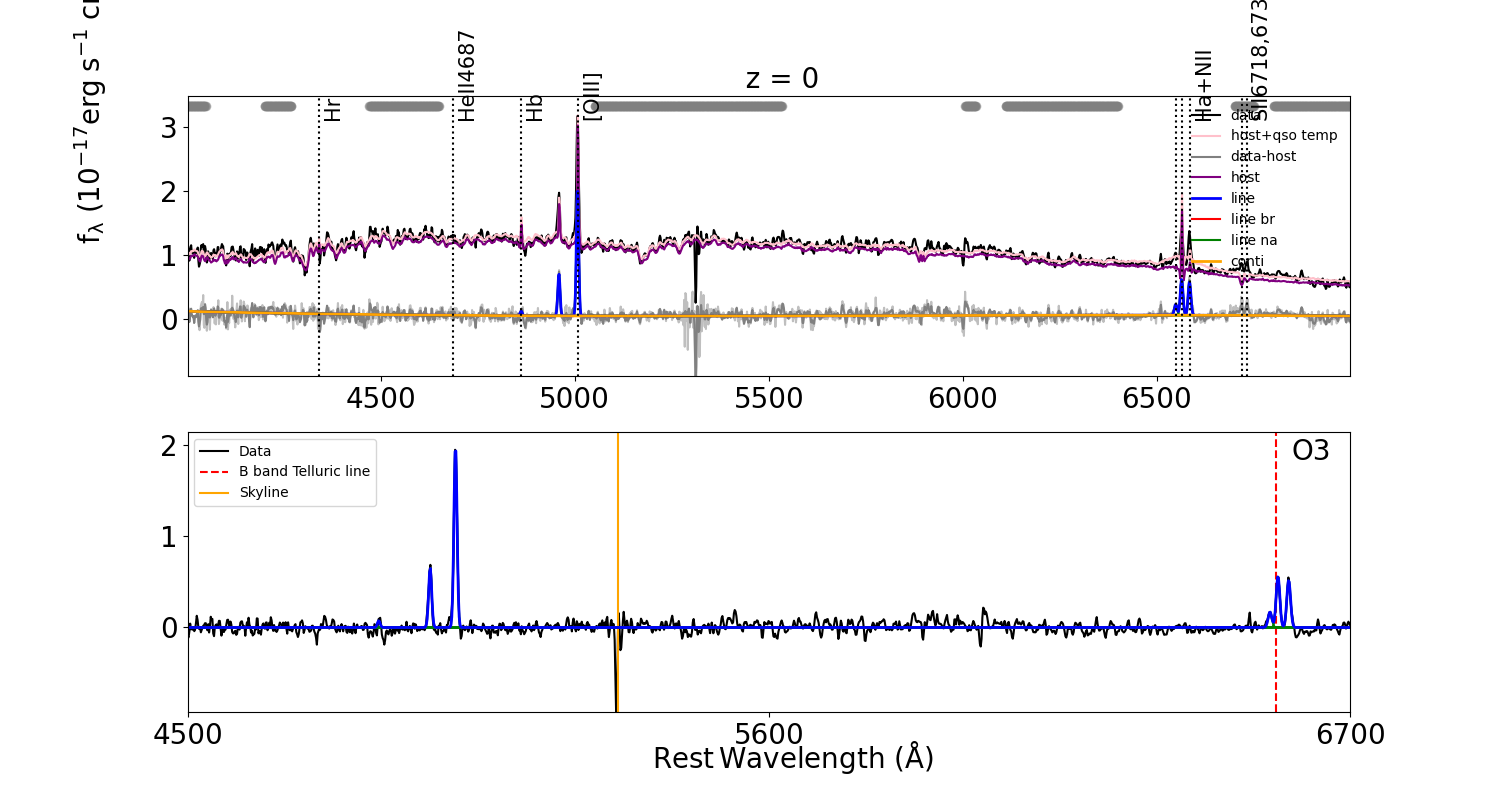 z = 0
fλ (10⁻¹⁷erg s⁻¹ c
Hr
HeII4687
Hb
[OIII]
Ha+NII
SII6718,673
data
host+qso temp
data-host
host
line
line br
line na
conti
3
2
1
0
4500 5000 5500 6000 6500
Data
B band Telluric line
Skyline
O3
2
1
0
4500 5600 6700
Rest Wavelength (Å)